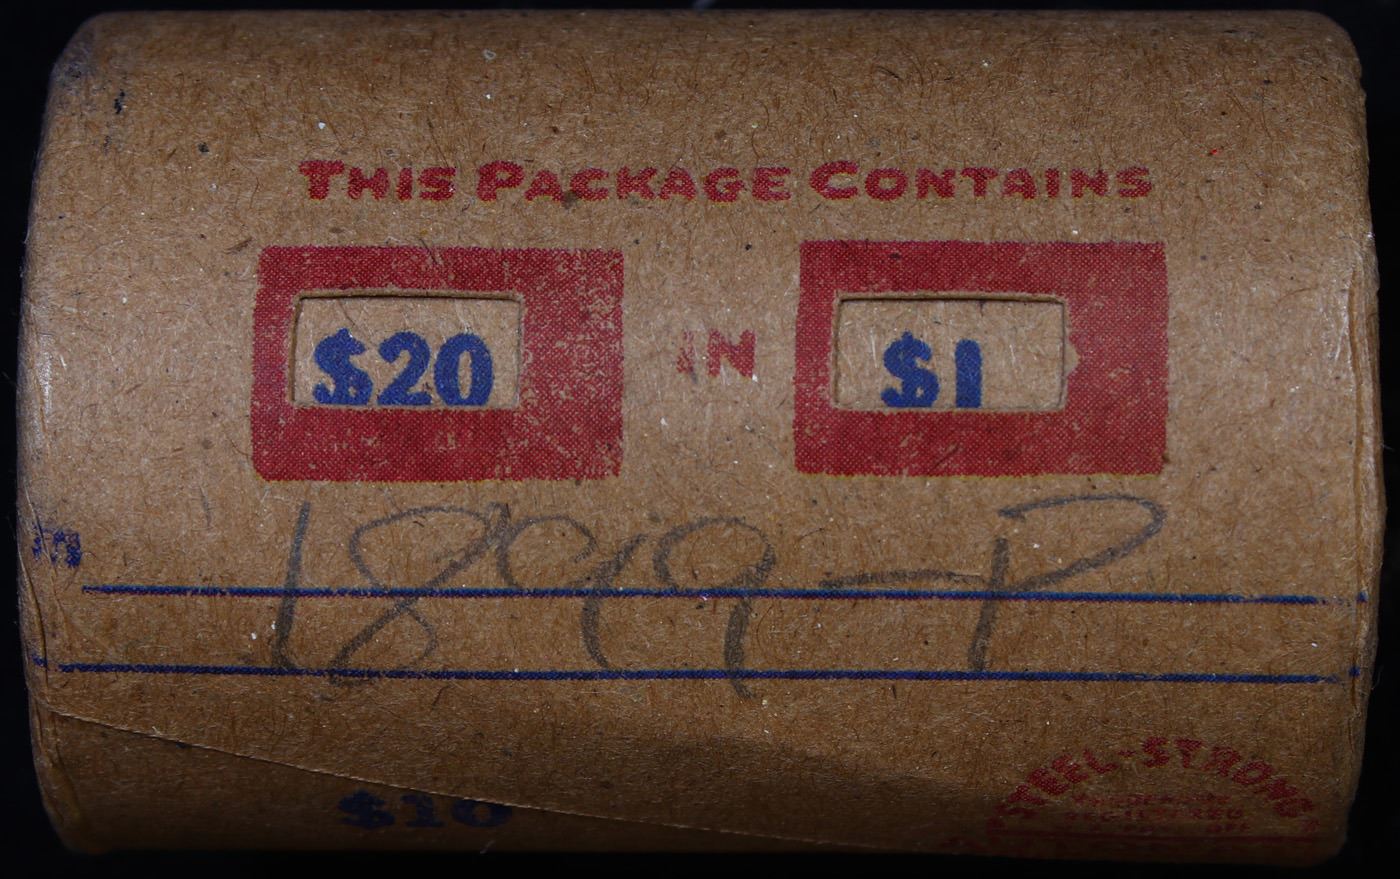 THIS PACKAGE CONTAINS
$20 IN $1
1899-P
$10
STEEL-STRONG